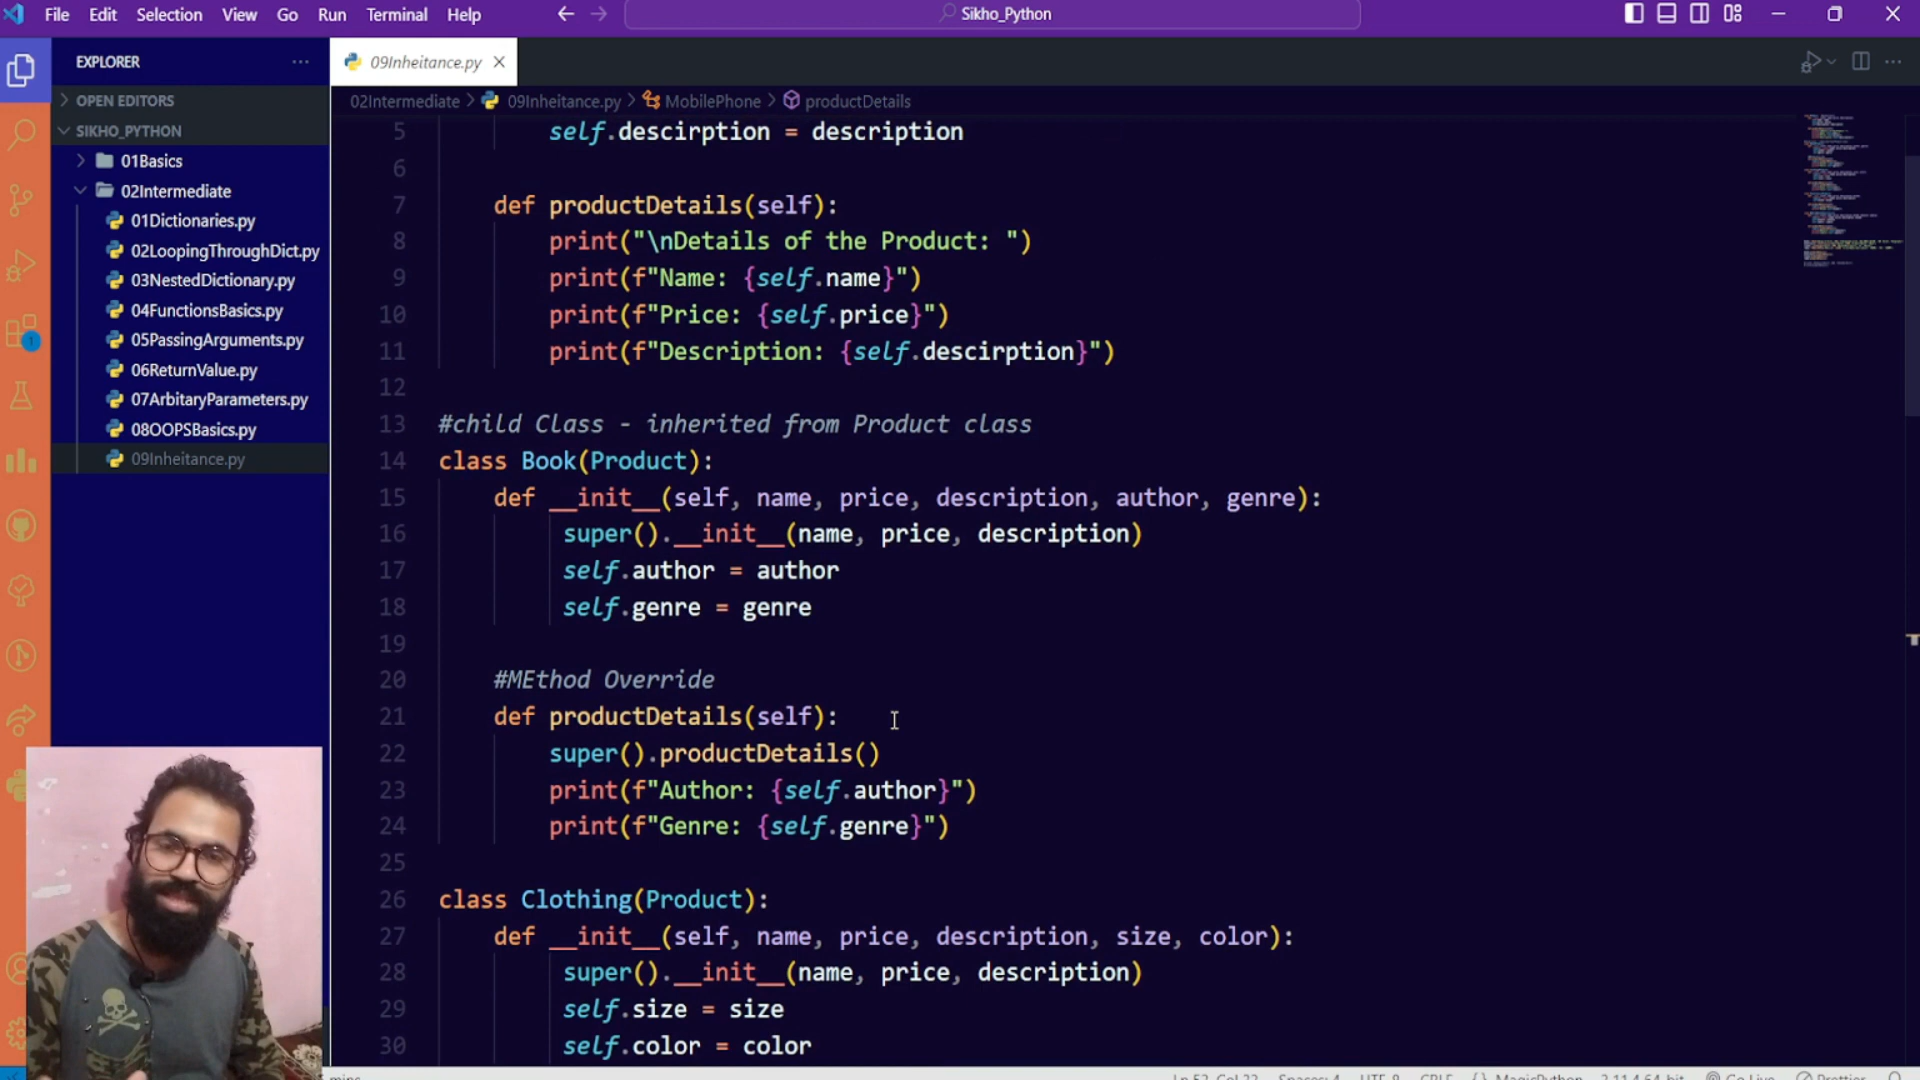 File Edit Selection View Go Run Terminal Help
Sikho_Python
EXPLORER
09Inheitance.py
OPEN EDITORS
SIKHO_PYTHON
01Basics
02Intermediate
01Dictionaries.py
02LoopingThroughDict.py
03NestedDictionary.py
04FunctionsBasics.py
05PassingArguments.py
06ReturnValue.py
07ArbitaryParameters.py
08OOPSBasics.py
09Inheitance.py
1
02Intermediate > 09Inheitance.py > MobilePhone > productDetails
5 self.descirption = description
6
7 def productDetails(self):
8 print("\nDetails of the Product: ")
9 print(f"Name: {self.name}")
10 print(f"Price: {self.price}")
11 print(f"Description: {self.descirption}")
12
13 #child Class - inherited from Product class
14 class Book(Product):
15 def __init__(self, name, price, description, author, genre):
16 super().__init__(name, price, description)
17 self.author = author
18 self.genre = genre
19
20 #MEthod Override
21 def productDetails(self):
22 super().productDetails()
23 print(f"Author: {self.author}")
24 print(f"Genre: {self.genre}")
25
26 class Clothing(Product):
27 def __init__(self, name, price, description, size, color):
28 super().__init__(name, price, description)
29 self.size = size
30 self.color = color